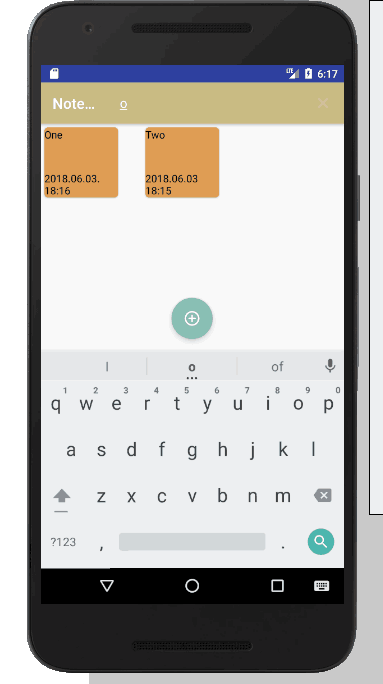 LTE 6:17
Note… o
One Two
2018.06.03. 2018.06.03
18:16 18:15
I o of
1 2 3 4 5 6 7 8 9 0
q w e r t y u i o p
a s d f g h j k l
z x c v b n m
?123 , .